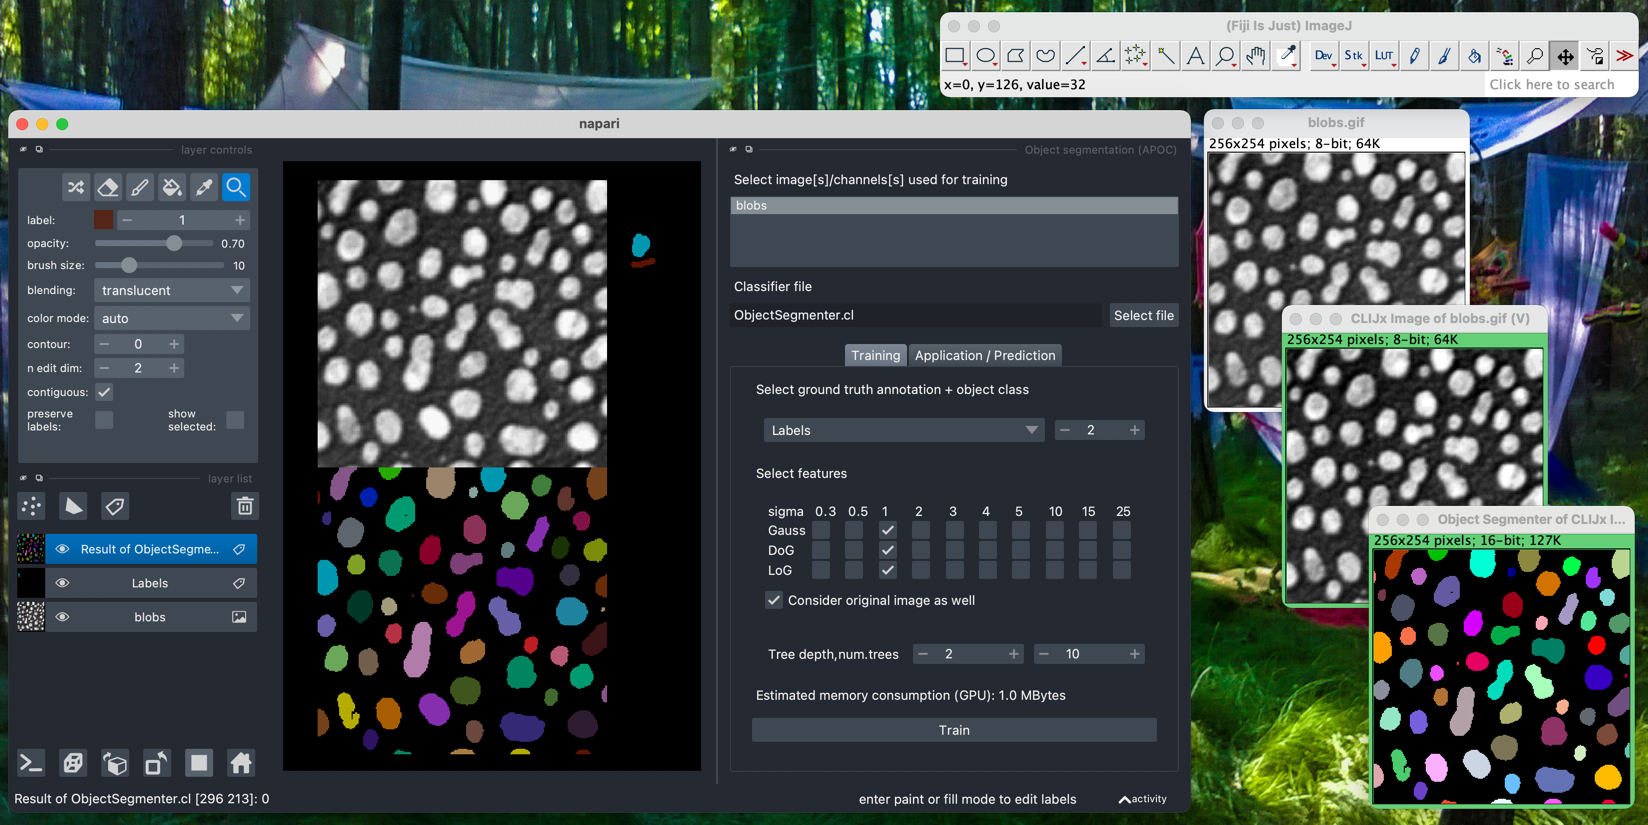 (Fiji Is Just) ImageJ
Dev Stk LUT
x=0, y=126, value=32
Click here to search
napari
layer controls
label: 1
opacity: 0.70
brush size: 10
blending: translucent
color mode: auto
contour: 0
n edit dim: 2
contiguous:
preserve labels:
show selected:
layer list
Result of ObjectSegme...
Labels
blobs
Result of ObjectSegmenter.cl [296 213]: 0
enter paint or fill mode to edit labels
activity
Object segmentation (APOC)
Select image[s]/channels[s] used for training
blobs
Classifier file
ObjectSegmenter.cl
Select file
Training
Application / Prediction
Select ground truth annotation + object class
Labels
2
Select features
sigma 0.3 0.5 1 2 3 4 5 10 15 25
Gauss
DoG
LoG
Consider original image as well
Tree depth,num.trees 2 10
Estimated memory consumption (GPU): 1.0 MBytes
Train
blobs.gif
256x254 pixels; 8-bit; 64K
CLIJx Image of blobs.gif (V)
256x254 pixels; 8-bit; 64K
Object Segmenter of CLIJx I...
256x254 pixels; 16-bit; 127K